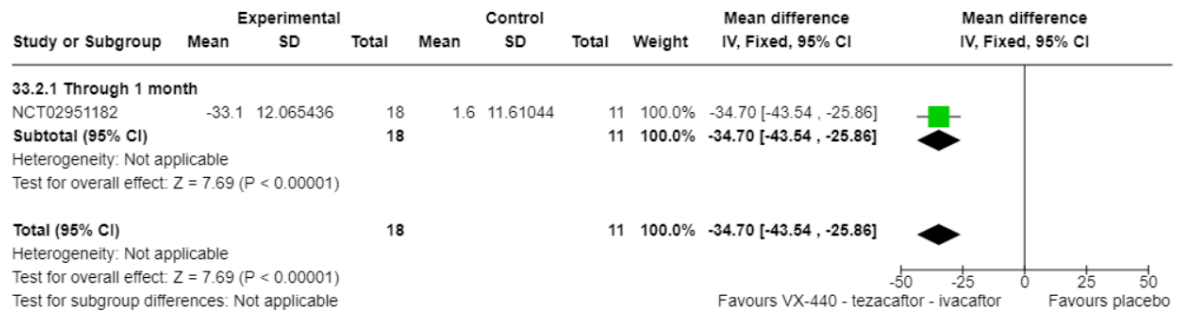 Experimental Control Mean difference Mean difference
Study or Subgroup Mean SD Total Mean SD Total Weight IV, Fixed, 95% CI IV, Fixed, 95% CI
33.2.1 Through 1 month
NCT02951182 -33.1 12.065436 18 1.6 11.61044 11 100.0% -34.70 [-43.54 , -25.86]
Subtotal (95% CI) 18 11 100.0% -34.70 [-43.54 , -25.86]
Heterogeneity: Not applicable
Test for overall effect: Z = 7.69 (P < 0.00001)
Total (95% CI) 18 11 100.0% -34.70 [-43.54 , -25.86]
Heterogeneity: Not applicable
Test for overall effect: Z = 7.69 (P < 0.00001) -50 -25 0 25 50
Test for subgroup differences: Not applicable Favours VX-440 - tezacaftor - ivacaftor Favours placebo